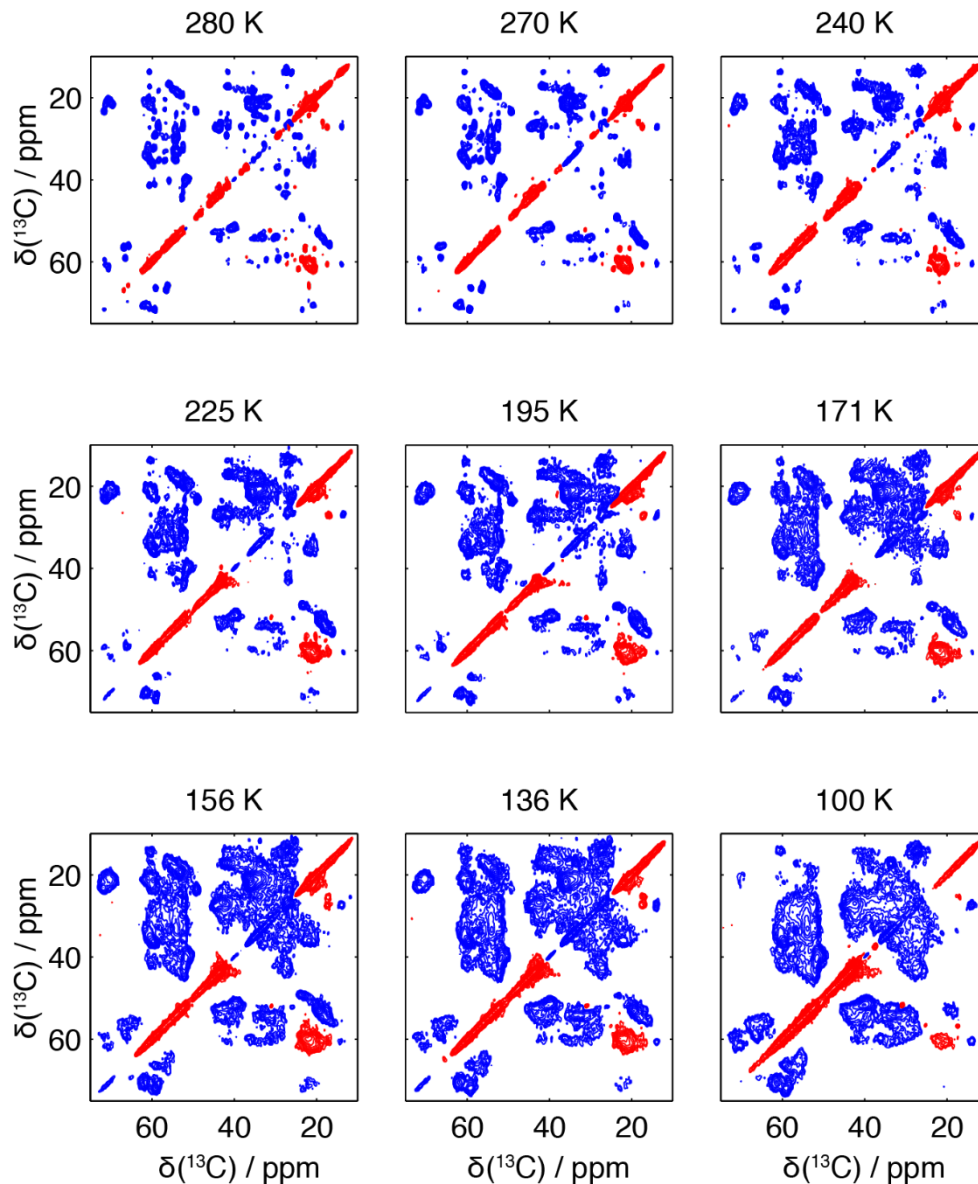 280 K
270 K
240 K
20
40
60
δ(¹³C) / ppm
225 K
195 K
171 K
20
40
60
δ(¹³C) / ppm
156 K
136 K
100 K
20
40
60
δ(¹³C) / ppm
60 40 20
60 40 20
60 40 20
δ(¹³C) / ppm
δ(¹³C) / ppm
δ(¹³C) / ppm